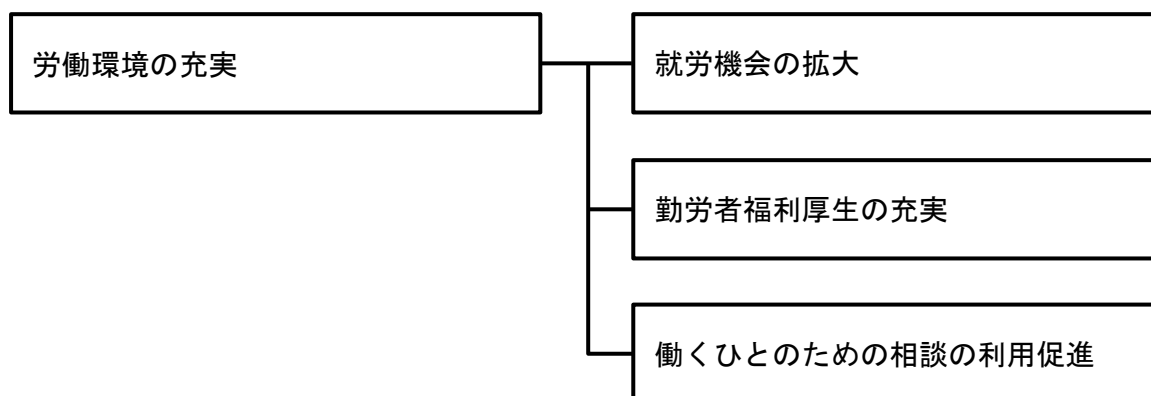 労働環境の充実
就労機会の拡大
勤労者福利厚生の充実
働くひとのための相談の利用促進